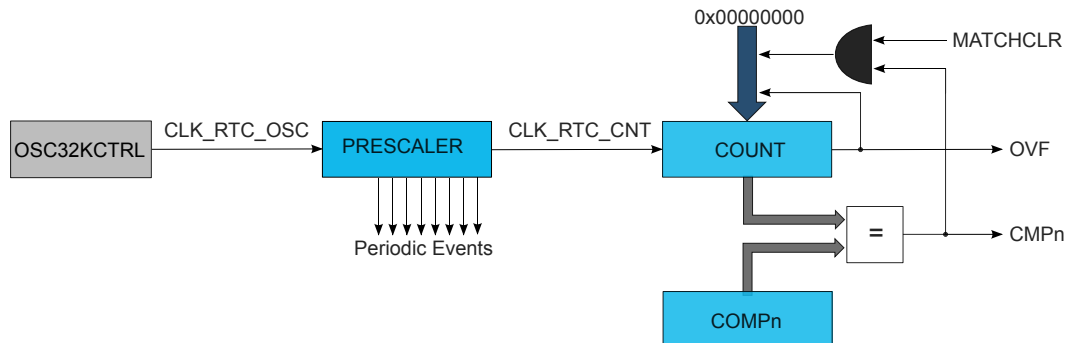 0x00000000
MATCHCLR
OSC32KCTRL
CLK_RTC_OSC
PRESCALER
CLK_RTC_CNT
COUNT
OVF
Periodic Events
=
CMPn
COMPn